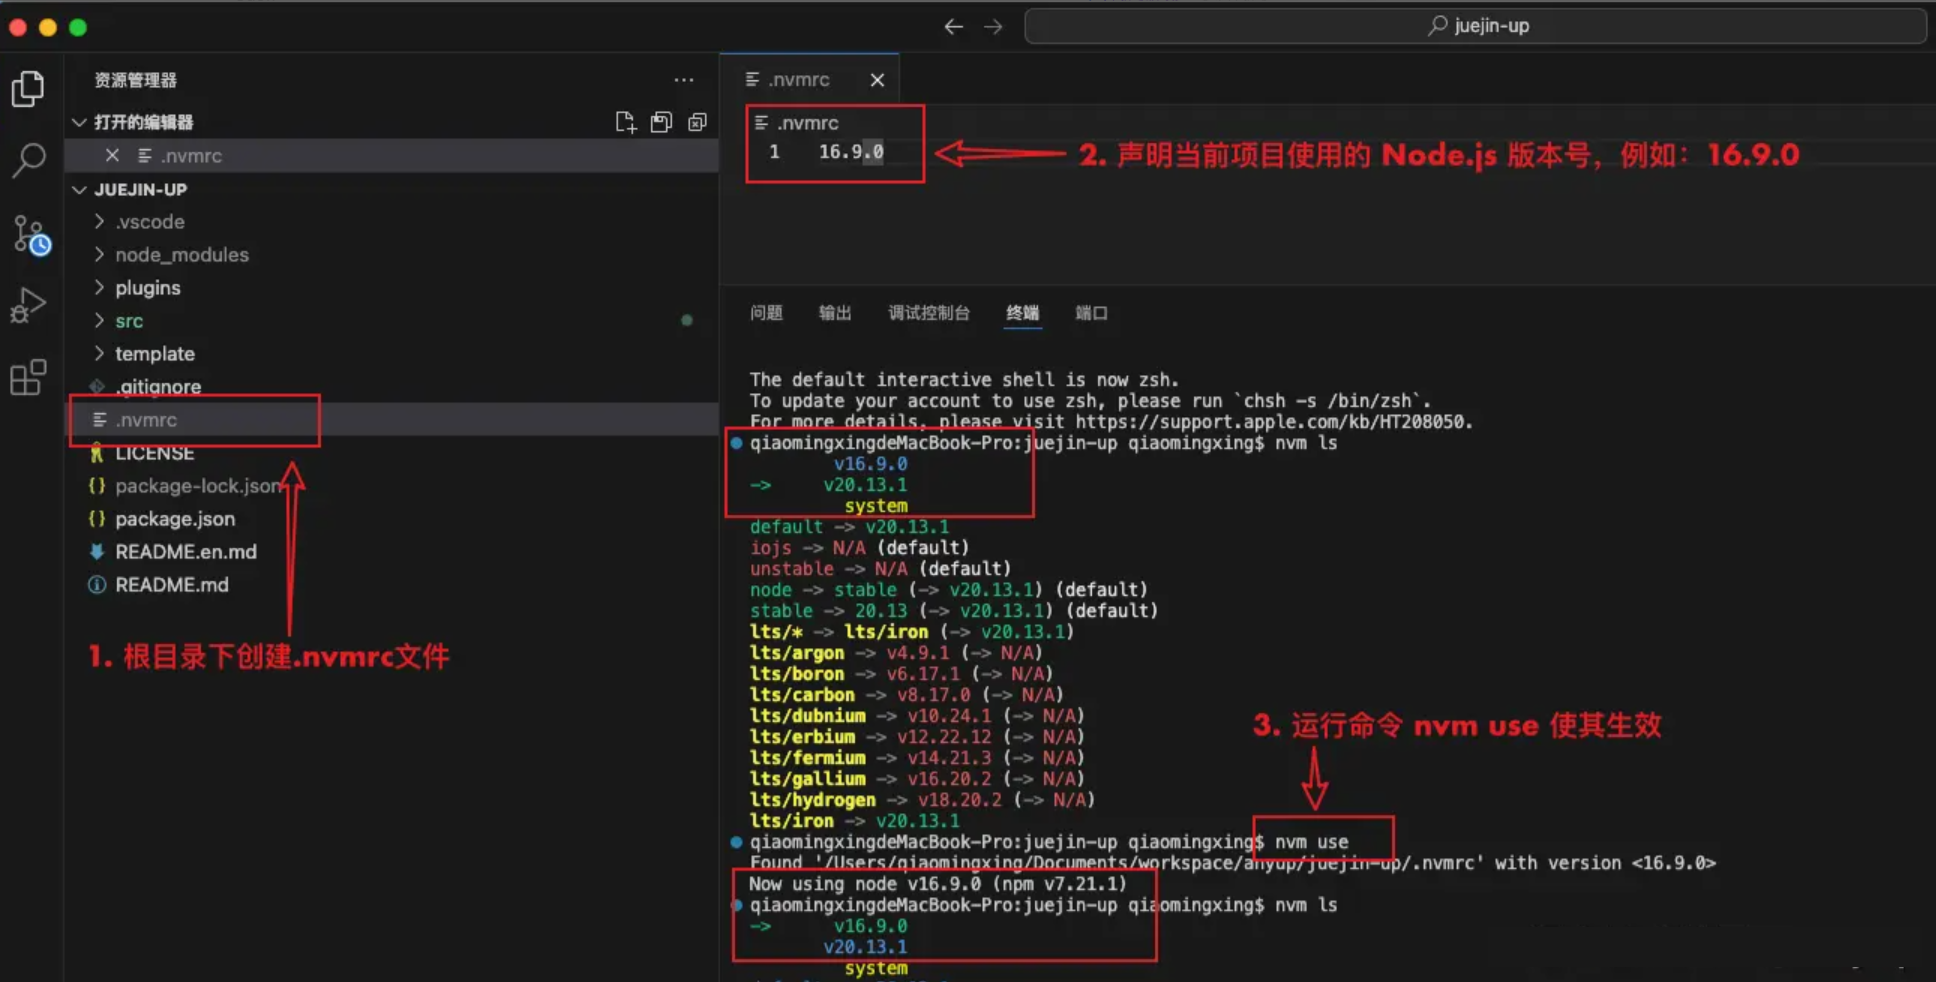 juejin-up
资源管理器
打开的编辑器
.nvmrc
JUEJIN-UP
.vscode
node_modules
plugins
src
template
.gitignore
.nvmrc
LICENSE
package-lock.json
package.json
README.en.md
README.md
1. 根目录下创建.nvmrc文件
.nvmrc
.nvmrc
1 16.9.0
2. 声明当前项目使用的 Node.js 版本号，例如：16.9.0
问题 输出 调试控制台 终端 端口
The default interactive shell is now zsh.
To update your account to use zsh, please run `chsh -s /bin/zsh`.
For more details, please visit https://support.apple.com/kb/HT208050.
qiaomingxingdeMacBook-Pro:juejin-up qiaomingxing$ nvm ls
v16.9.0
-> v20.13.1
system
default -> v20.13.1
iojs -> N/A (default)
unstable -> N/A (default)
node -> stable (-> v20.13.1) (default)
stable -> 20.13 (-> v20.13.1) (default)
lts/* -> lts/iron (-> v20.13.1)
lts/argon -> v4.9.1 (-> N/A)
lts/boron -> v6.17.1 (-> N/A)
lts/carbon -> v8.17.0 (-> N/A)
lts/dubnium -> v10.24.1 (-> N/A)
lts/erbium -> v12.22.12 (-> N/A)
lts/fermium -> v14.21.3 (-> N/A)
lts/gallium -> v16.20.2 (-> N/A)
lts/hydrogen -> v18.20.2 (-> N/A)
lts/iron -> v20.13.1
3. 运行命令 nvm use 使其生效
qiaomingxingdeMacBook-Pro:juejin-up qiaomingxing$ nvm use
Found '/Users/qiaomingxing/Documents/workspace/anyup/juejin-up/.nvmrc' with version <16.9.0>
Now using node v16.9.0 (npm v7.21.1)
qiaomingxingdeMacBook-Pro:juejin-up qiaomingxing$ nvm ls
-> v16.9.0
v20.13.1
system